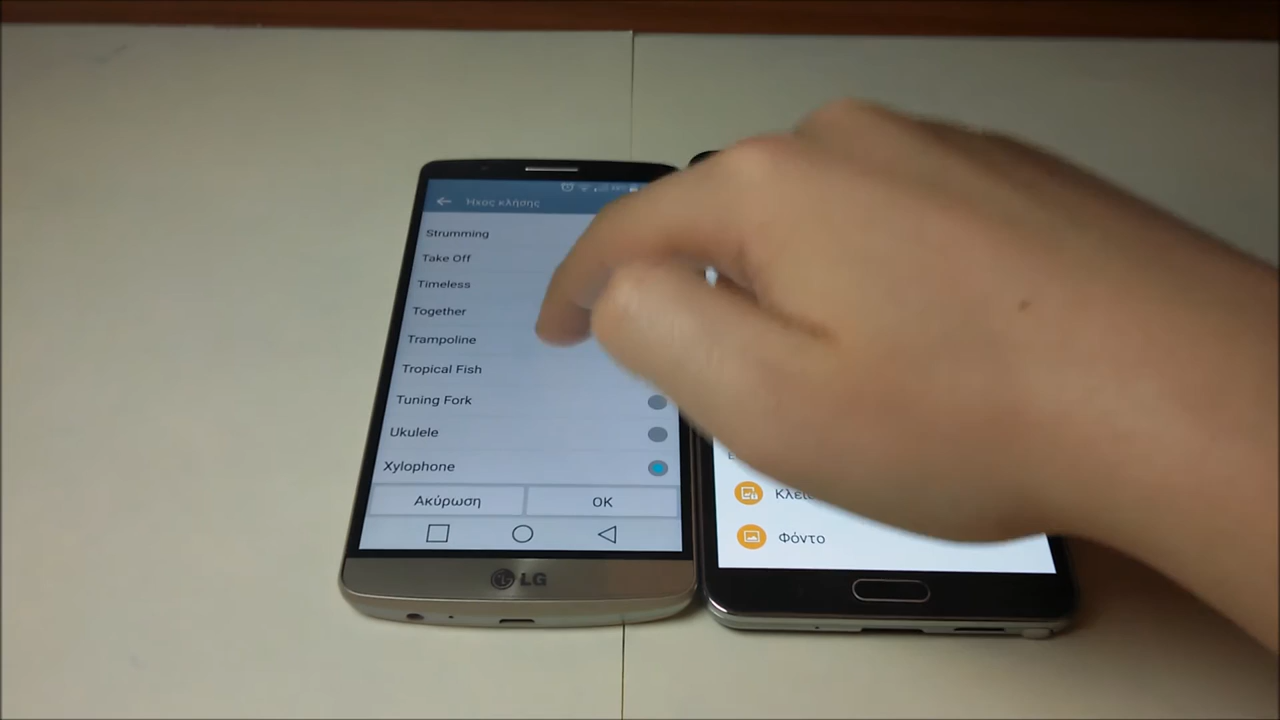 Ήχος κλήσης
Strumming
Take Off
Timeless
Together
Trampoline
Tropical Fish
Tuning Fork
Ukulele
Xylophone
Ακύρωση
OK
LG
Φόντο